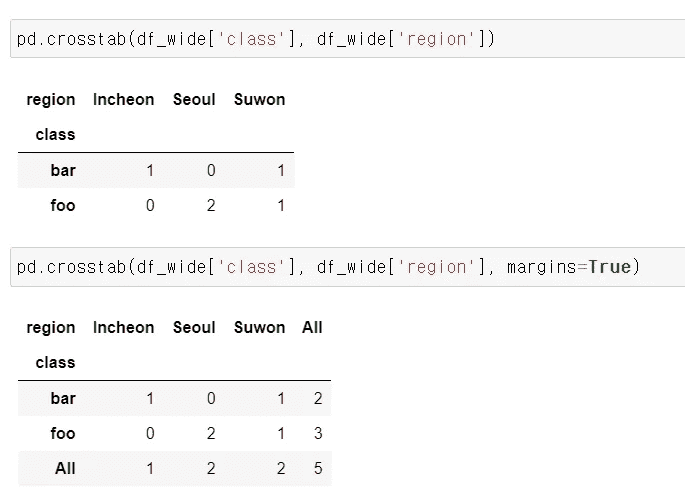 pd.crosstab(df_wide['class'], df_wide['region'])
region Incheon Seoul Suwon
class
bar 1 0 1
foo 0 2 1
pd.crosstab(df_wide['class'], df_wide['region'], margins=True)
region Incheon Seoul Suwon All
class
bar 1 0 1 2
foo 0 2 1 3
All 1 2 2 5